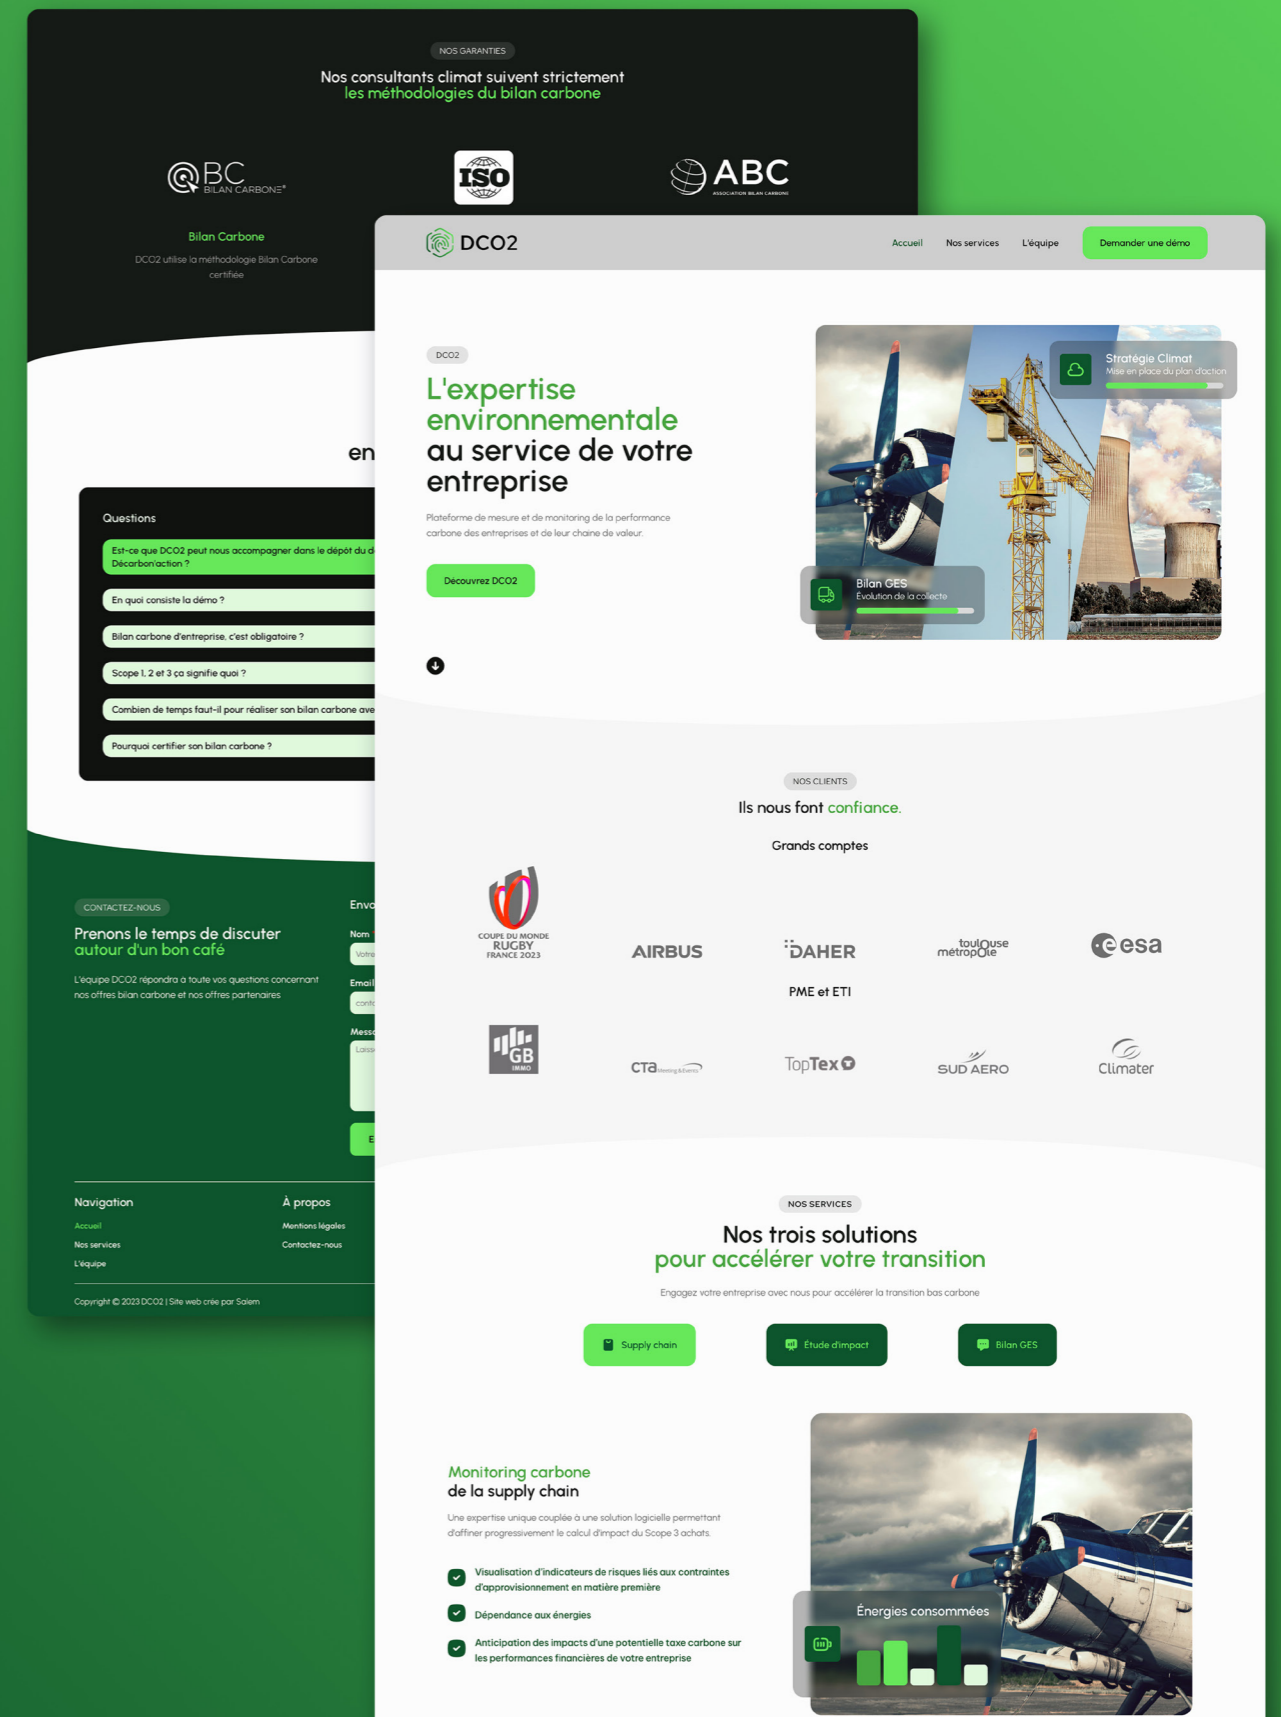 NOS GARANTIES
Nos consultants climat suivent strictement
les méthodologies du bilan carbone
BC
BILAN CARBONE®
ISO
ABC
ASSOCIATION BILAN CARBONE
Bilan Carbone
DCO2 utilise la méthodologie Bilan Carbone
certifiée
en
Questions
Est-ce que DCO2 peut nous accompagner dans le dépôt du d
Décarbon'action ?
En quoi consiste la démo ?
Bilan carbone d'entreprise, c'est obligatoire ?
Scope 1, 2 et 3 ça signifie quoi ?
Combien de temps faut-il pour réaliser son bilan carbone ave
Pourquoi certifier son bilan carbone ?
CONTACTEZ-NOUS
Prenons le temps de discuter
autour d'un bon café
L'équipe DCO2 répondra à toute vos questions concernant
nos offres bilan carbone et nos offres partenaires
Envo
Nom
Votre
Email
conta
Messa
Laiss
E
Navigation
Accueil
Nos services
L'équipe
À propos
Mentions légales
Contactez-nous
Copyright © 2023 DCO2 | Site web crée par Salem
DCO2
Accueil
Nos services
L'équipe
Demander une démo
DCO2
L'expertise
environnementale
au service de votre
entreprise
Plateforme de mesure et de monitoring de la performance
carbone des entreprises et de leur chaine de valeur.
Découvrez DCO2
Stratégie Climat
Mise en place du plan d'action
Bilan GES
Évolution de la collecte
NOS CLIENTS
Ils nous font confiance.
Grands comptes
COUPE DU MONDE
RUGBY
FRANCE 2023
AIRBUS
DAHER
toulouse
métropole
esa
PME et ETI
GB
IMMO
CTa Meeting & Events
TopTex
SUD AERO
Climater
NOS SERVICES
Nos trois solutions
pour accélérer votre transition
Engagez votre entreprise avec nous pour accélérer la transition bas carbone
Supply chain
Étude d'impact
Bilan GES
Monitoring carbone
de la supply chain
Une expertise unique couplée à une solution logicielle permettant
d'affiner progressivement le calcul d'impact du Scope 3 achats.
Visualisation d'indicateurs de risques liés aux contraintes
d'approvisionnement en matière première
Dépendance aux énergies
Anticipation des impacts d'une potentielle taxe carbone sur
les performances financières de votre entreprise
Énergies consommées